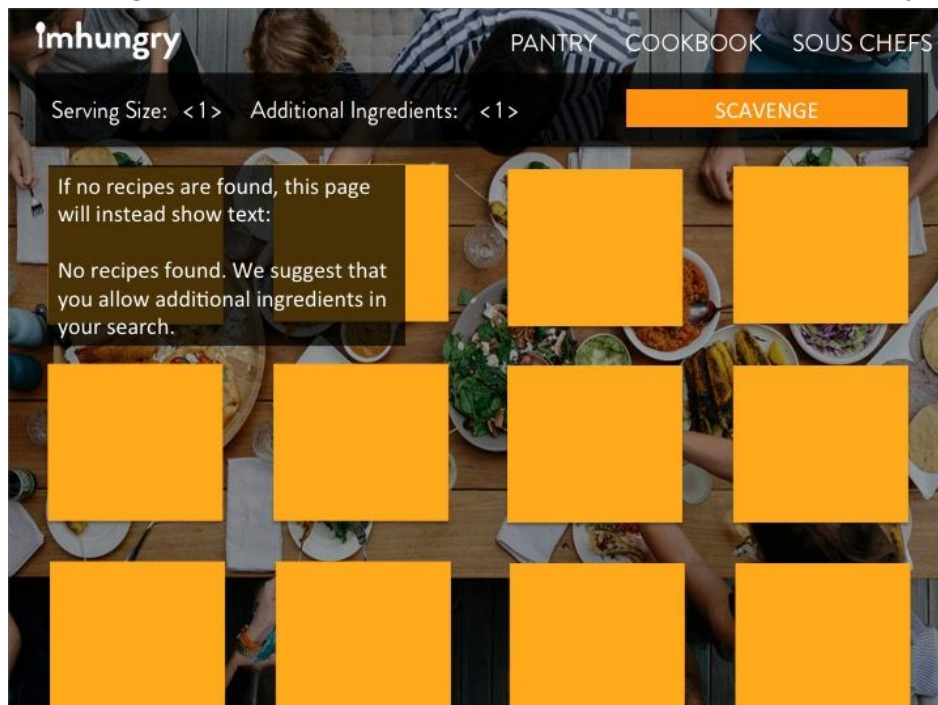 imhungry
PANTRY COOKBOOK SOUS CHEFS
Serving Size: <1> Additional Ingredients: <1>
SCAVENGE
If no recipes are found, this page
will instead show text:
No recipes found. We suggest that
you allow additional ingredients in
your search.